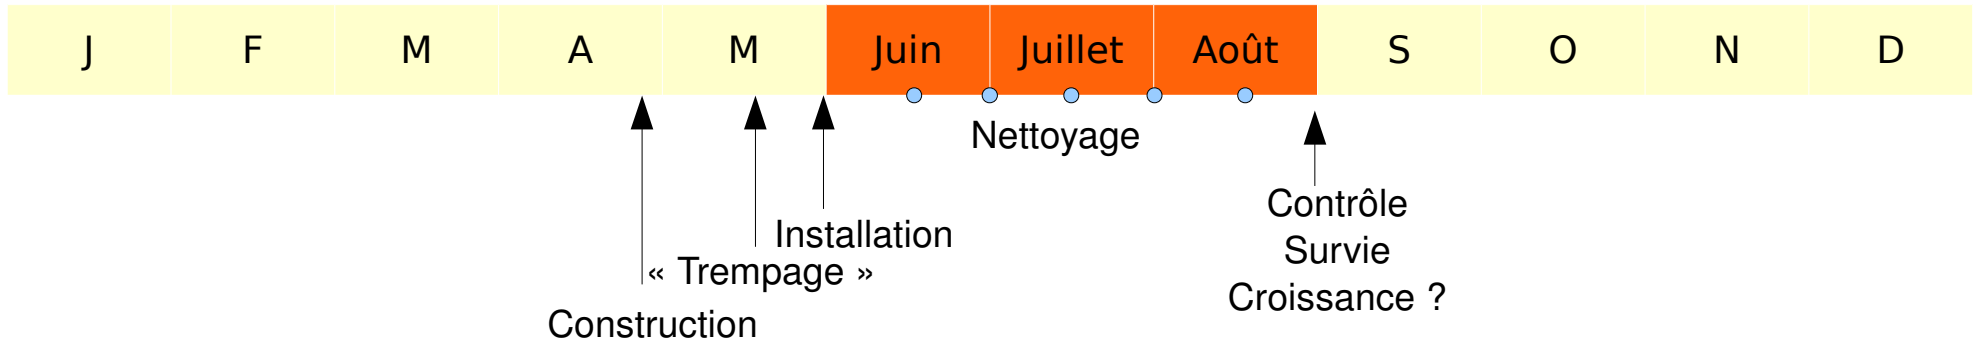 J F M A M Juin Juillet Août S O N D
Nettoyage
Installation
« Trempage »
Construction
Contrôle
Survie
Croissance ?